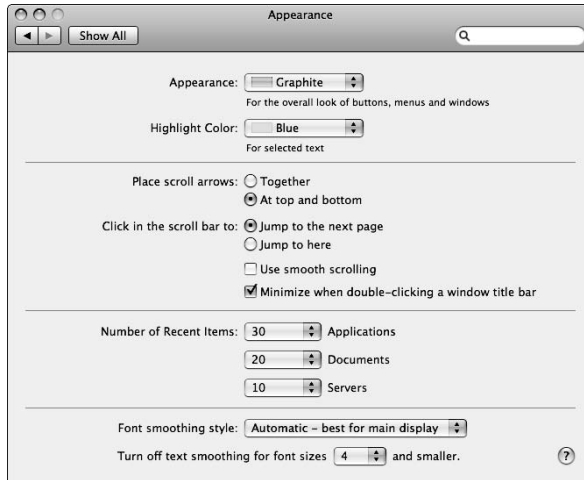 Appearance
Show All
Appearance: Graphite
For the overall look of buttons, menus and windows
Highlight Color: Blue
For selected text
Place scroll arrows: Together
At top and bottom
Click in the scroll bar to: Jump to the next page
Jump to here
Use smooth scrolling
Minimize when double-clicking a window title bar
Number of Recent Items: 30 Applications
20 Documents
10 Servers
Font smoothing style: Automatic – best for main display
Turn off text smoothing for font sizes 4 and smaller. ?